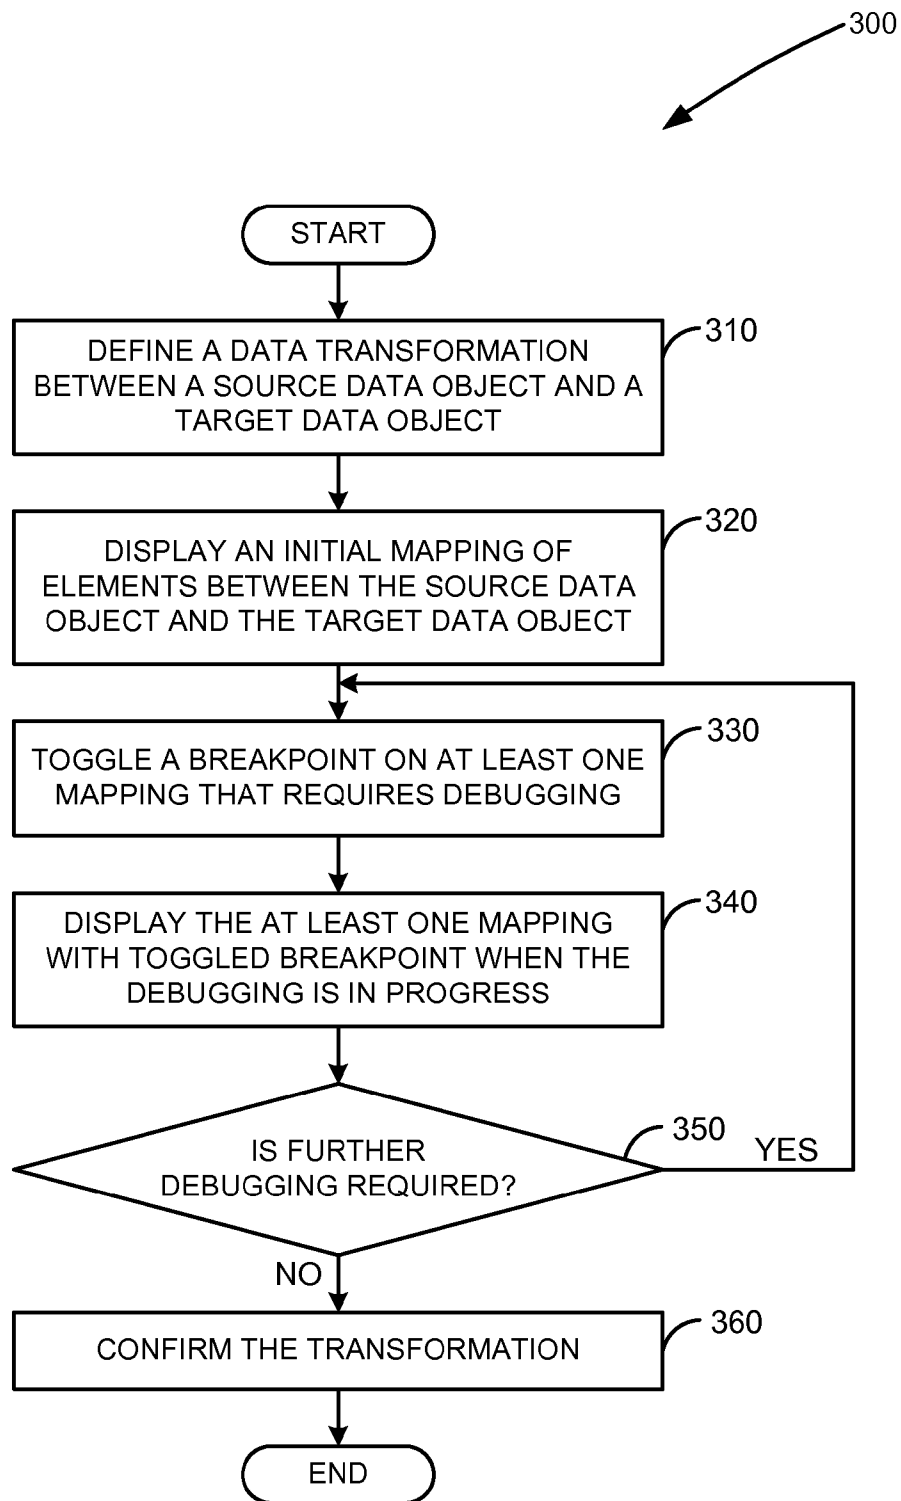 300
START
310
DEFINE A DATA TRANSFORMATION
BETWEEN A SOURCE DATA OBJECT AND A
TARGET DATA OBJECT
320
DISPLAY AN INITIAL MAPPING OF
ELEMENTS BETWEEN THE SOURCE DATA
OBJECT AND THE TARGET DATA OBJECT
330
TOGGLE A BREAKPOINT ON AT LEAST ONE
MAPPING THAT REQUIRES DEBUGGING
340
DISPLAY THE AT LEAST ONE MAPPING
WITH TOGGLED BREAKPOINT WHEN THE
DEBUGGING IS IN PROGRESS
350
IS FURTHER
DEBUGGING REQUIRED?
YES
NO
360
CONFIRM THE TRANSFORMATION
END